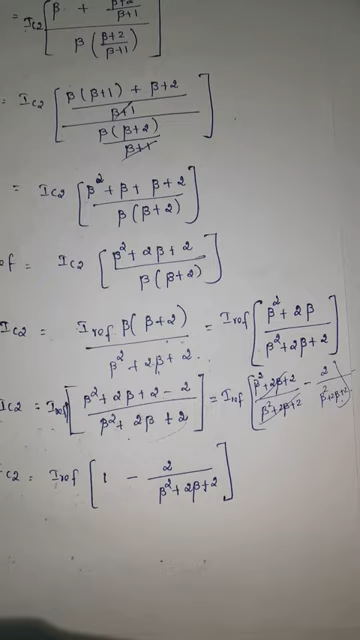 = Ic2 [ β + (β+2)/(β+1) / β ( (β+2)/(β+1) ) ]
= Ic2 [ (β(β+1) + β+2)/(β+1) / (β(β+2))/(β+1) ]
= Ic2 [ β² + β + β + 2 / β(β+2) ]
ef = Ic2 [ β² + 2β + 2 / β(β+2) ]
Ic2 = Iref β(β+2) / β² + 2β + 2. = Iref [ β² + 2β / β² + 2β + 2 ]
Ic2 = Iref [ β² + 2β + 2 - 2 / β² + 2β + 2 ] = Iref [ β² + 2β + 2 / β² + 2β + 2 - 2 / β² + 2β + 2 ]
c2 = Iref [ 1 - 2 / β² + 2β + 2 ]